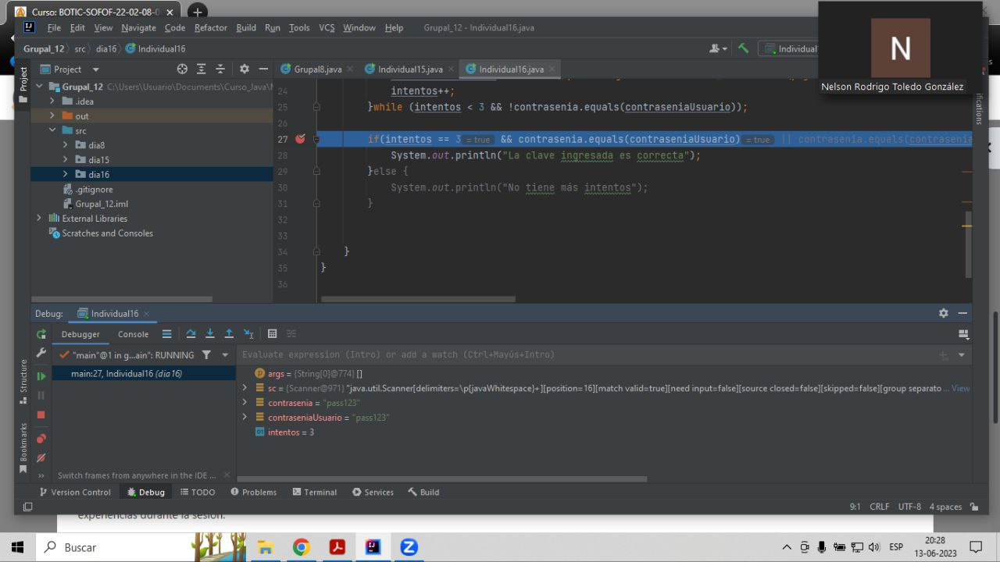 Curso: BOTIC-SOFOF-22-02-08-0
File Edit View Navigate Code Refactor Build Run Tools VCS Window Help Grupal_12 - Individual16.java
Grupal_12 src dia16 Individual16 Individual1
N
Nelson Rodrigo Toledo González
Project
Grupal8.java Individual15.java Individual16.java
Project
Grupal_12 C:\Users\Usuario\Documents\Curso_Java\M
.idea
out
src
dia8
dia15
dia16
.gitignore
Grupal_12.iml
External Libraries
Scratches and Consoles
24 intentos++;
25 }while (intentos < 3 && !contrasenia.equals(contraseniaUsuario));
26
27 if(intentos == 3 = true && contrasenia.equals(contraseniaUsuario) = true || contrasenia.equals(contrasenia
28 System.out.println("La clave ingresada es correcta");
29 }else {
30 System.out.println("No tiene más intentos");
31 }
32
33
34 }
35 }
36
Debug: Individual16
Debugger Console
"main"@1 in g...ain": RUNNING
Evaluate expression (Intro) or add a watch (Ctrl+Mayús+Intro)
main:27, Individual16 (dia16)
args = {String[0]@774} []
sc = {Scanner@971} "java.util.Scanner[delimiters=\p{javaWhitespace}+][position=16][match valid=true][need input=false][source closed=false][skipped=false][group separato ... View
contrasenia = "pass123"
contraseniaUsuario = "pass123"
intentos = 3
Switch frames from anywhere in the IDE ...
Structure
Bookmarks
Version Control Debug TODO Problems Terminal Services Build
9:1 CRLF UTF-8 4 spaces
experiencias durante la sesión.
Buscar
ESP
20:28
13-06-2023